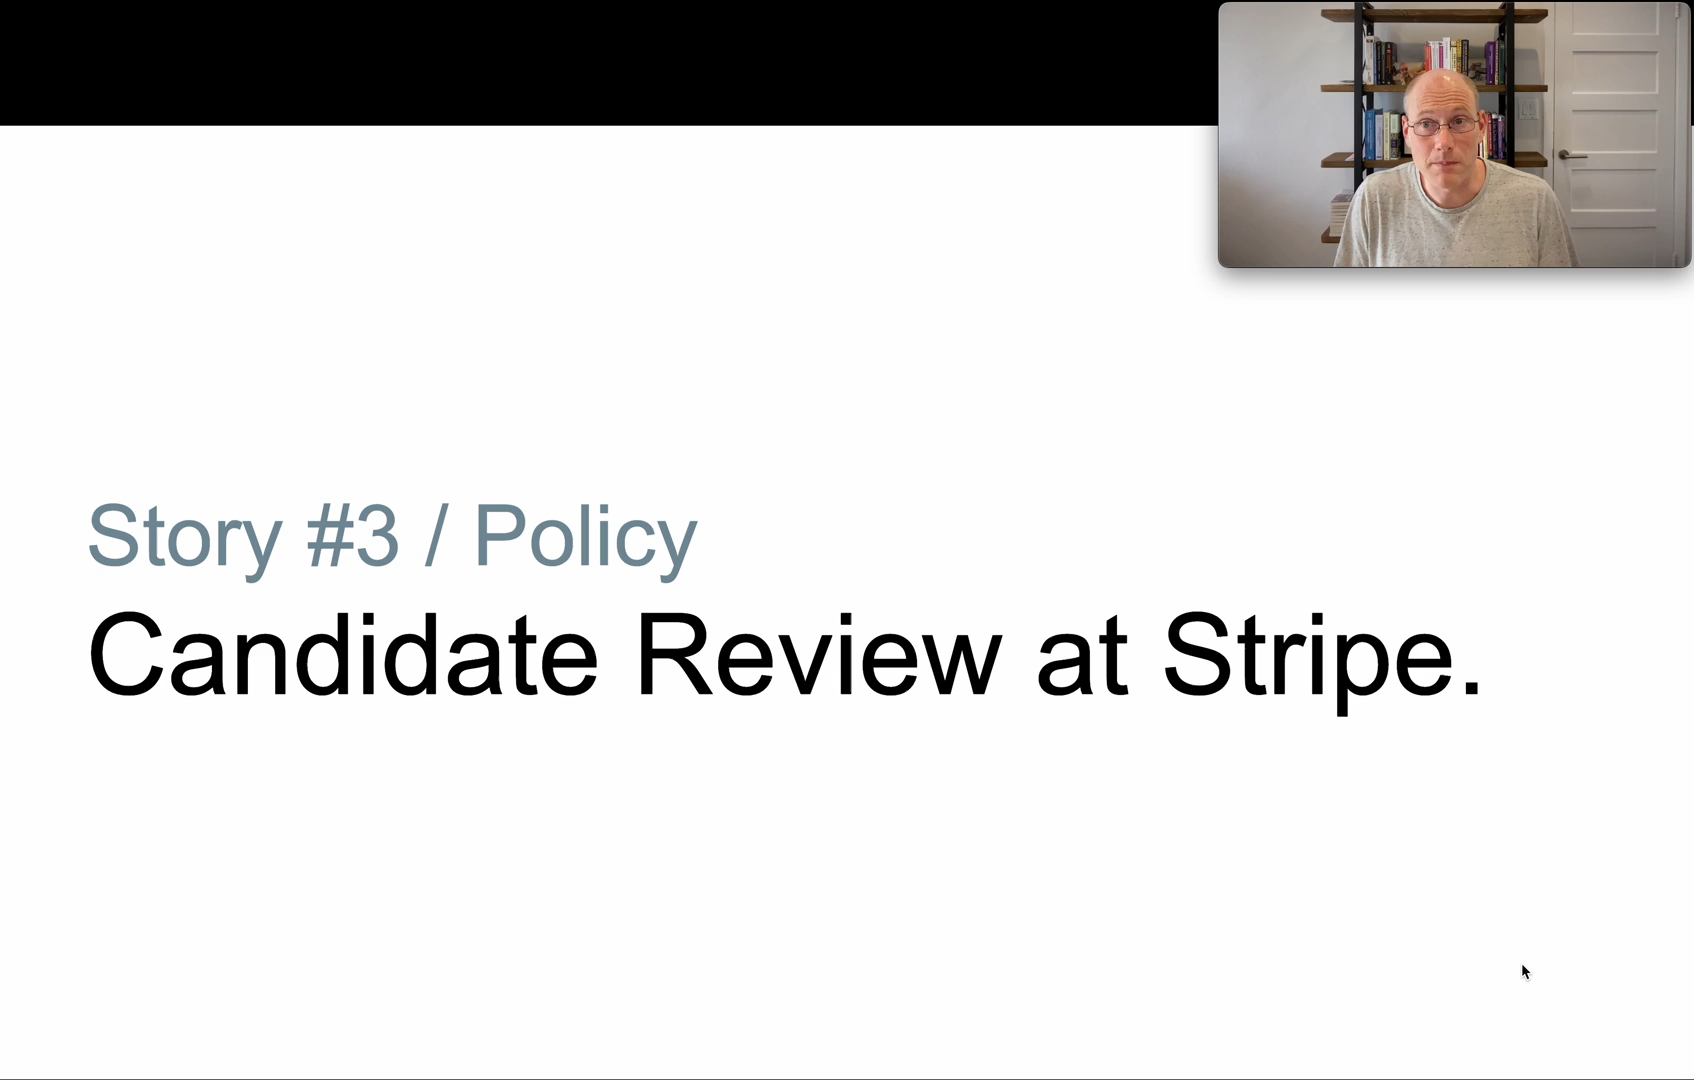 Story #3 / Policy
Candidate Review at Stripe.